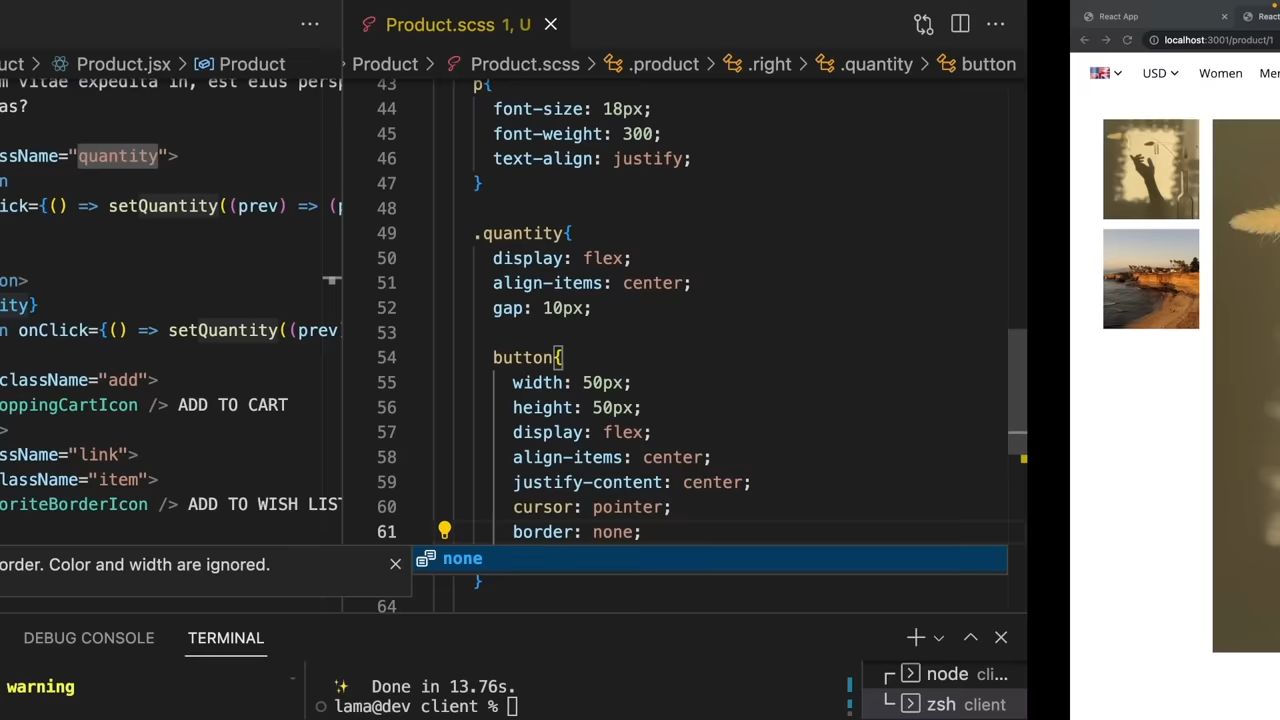 Product.scss 1, U
React App
React
localhost:3001/product/1
uct > Product.jsx > Product
Product > Product.scss > .product > .right > .quantity > button
USD
Women
m vitae expedita in, est eius persp
as?
ssName="quantity">
n
ick={() => setQuantity((prev) => (p
on>
ity}
n onClick={() => setQuantity((prev)
className="add">
oppingCartIcon /> ADD TO CART
>
ssName="link">
className="item">
oriteBorderIcon /> ADD TO WISH LIST
order. Color and width are ignored.
43 p{
44 font-size: 18px;
45 font-weight: 300;
46 text-align: justify;
47 }
48
49 .quantity{
50 display: flex;
51 align-items: center;
52 gap: 10px;
53
54 button{
55 width: 50px;
56 height: 50px;
57 display: flex;
58 align-items: center;
59 justify-content: center;
60 cursor: pointer;
61 border: none;
none
}
64
DEBUG CONSOLE
TERMINAL
warning
✨ Done in 13.76s.
lama@dev client %
node cli...
zsh client